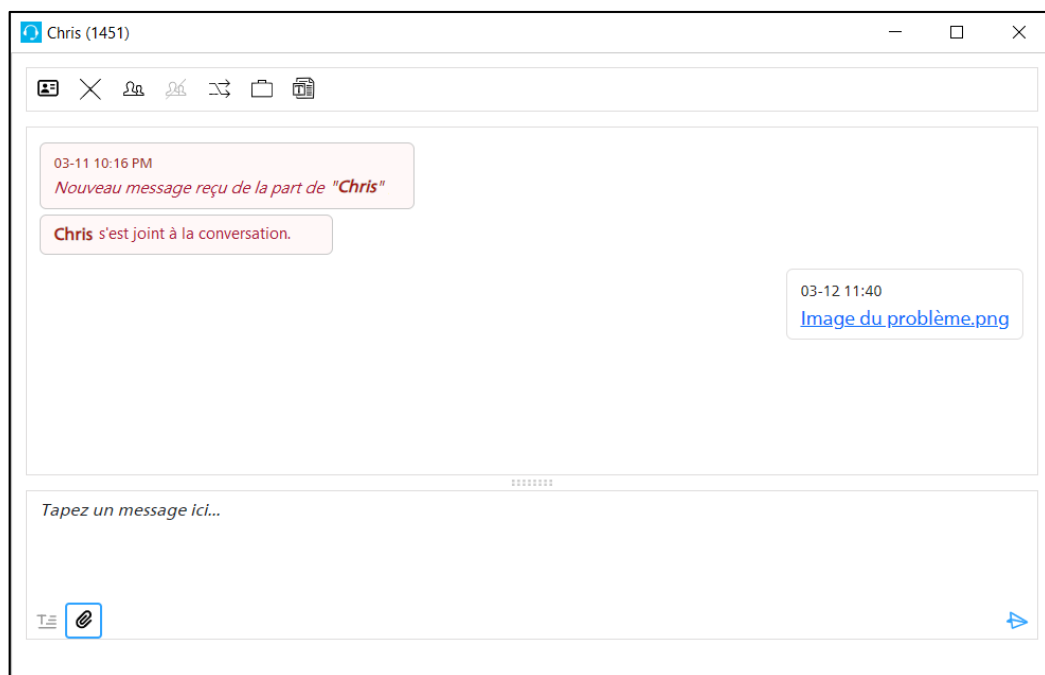 Chris (1451)
03-11 10:16 PM
Nouveau message reçu de la part de "Chris"
Chris s'est joint à la conversation.
03-12 11:40
Image du problème.png
Tapez un message ici...